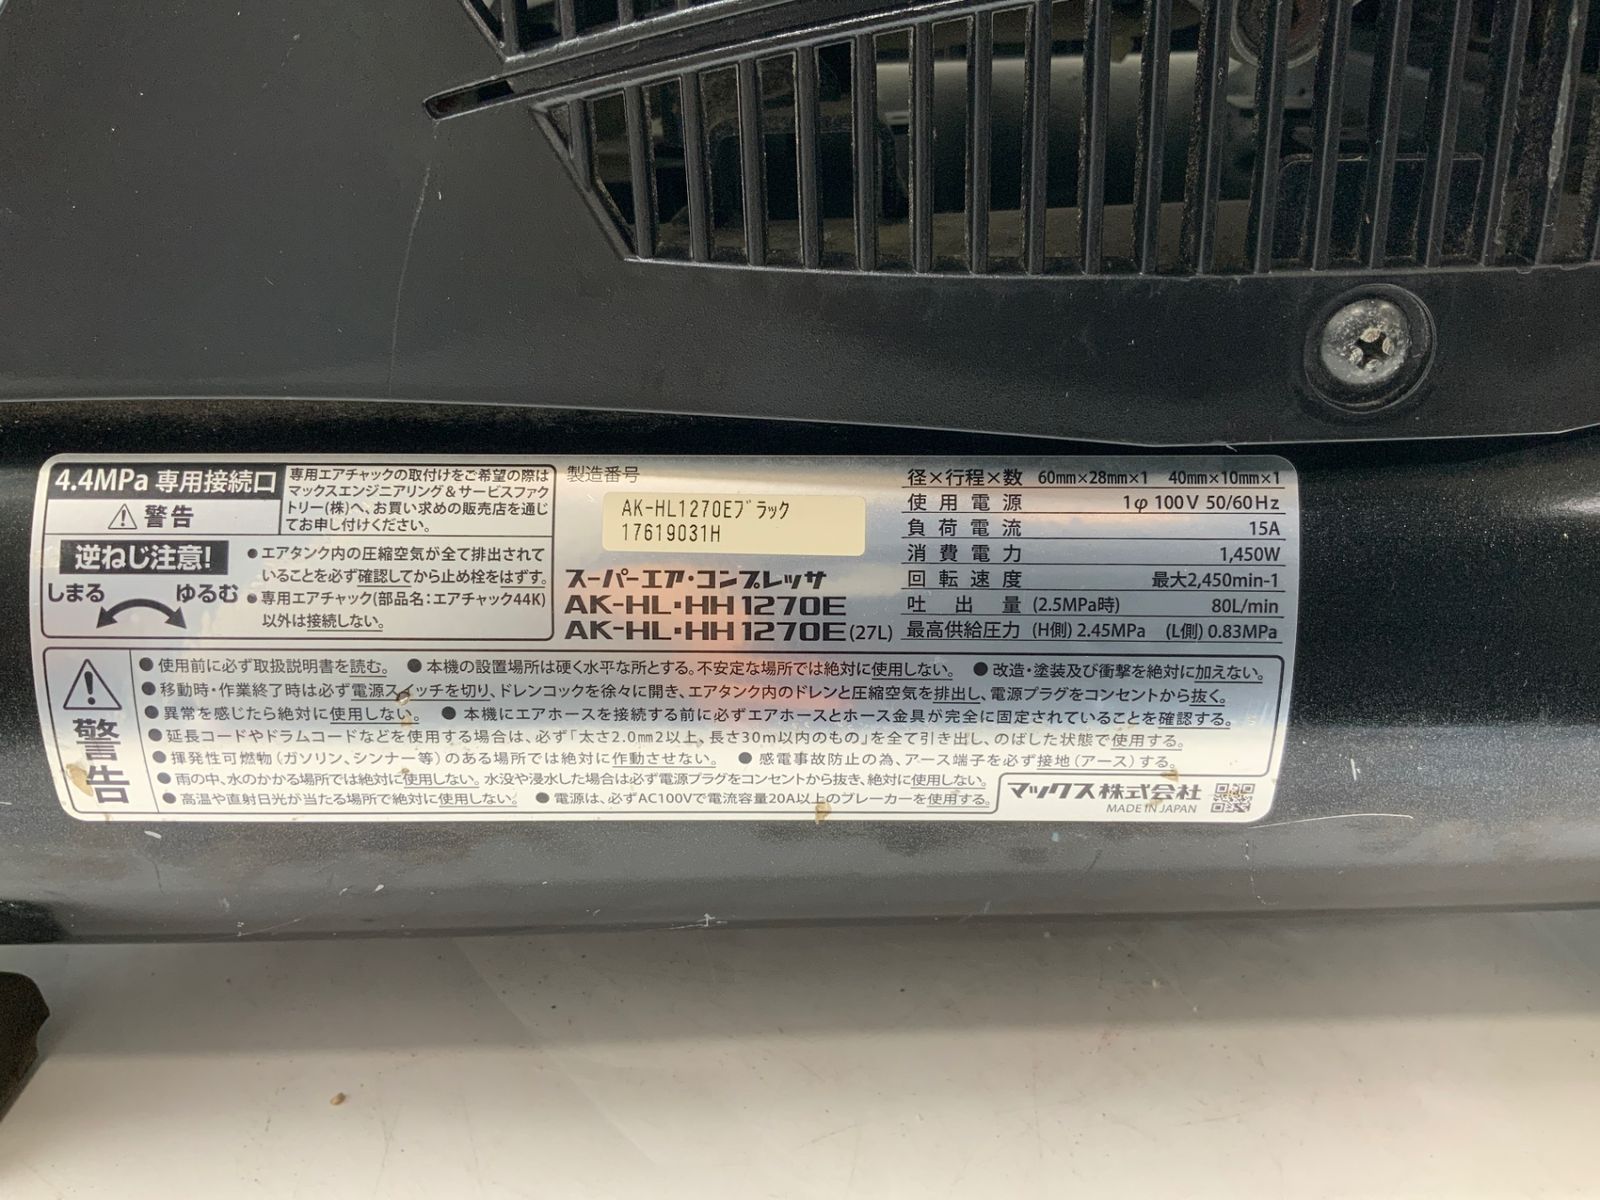 4.4MPa 専用接続口
警告
専用エアチャックの取付けをご希望の際は
マックスエンジニアリング＆サービスファク
トリー(株)へ、お買い求めの販売店を通じ
てお申し付けください。
逆ねじ注意!
しまる ゆるむ
●エアタンク内の圧縮空気が全て排出されて
いることを必ず確認してから止め栓をはずす。
●専用エアチャック(部品名：エアチャック44K)
以外は接続しない。
製造番号
AK-HL1270Eブラック
17619031H
スーパーエア・コンプレッサ
AK-HL・HH1270E
AK-HL・HH1270E(27L)
径×行程×数 60mm×28mm×1 40mm×10mm×1
使用電源 1φ 100V 50/60Hz
負荷電流 15A
消費電力 1,450W
回転速度 最大2,450min-1
吐出量 (2.5MPa時) 80L/min
最高供給圧力 (H側) 2.45MPa (L側) 0.83MPa
警告
●使用前に必ず取扱説明書を読む。 ●本機の設置場所は硬く水平な所とする。不安定な場所では絶対に使用しない。 ●改造・塗装及び衝撃を絶対に加えない。
●移動時・作業終了時は必ず電源スイッチを切り、ドレンコックを徐々に開き、エアタンク内のドレンと圧縮空気を排出し、電源プラグをコンセントから抜く。
●異常を感じたら絶対に使用しない。 ●本機にエアホースを接続する前に必ずエアホースとホース金具が完全に固定されていることを確認する。
●延長コードやドラムコードなどを使用する場合は、必ず「太さ2.0mm2以上、長さ30m以内のもの」を全て引き出し、のばした状態で使用する。
●揮発性可燃物(ガソリン、シンナー等)のある場所では絶対に作動させない。 ●感電事故防止の為、アース端子を必ず接地(アース)する。
●雨の中、水のかかる場所では絶対に使用しない。水没や浸水した場合は必ず電源プラグをコンセントから抜き、絶対に使用しない。
●高温や直射日光が当たる場所で絶対に使用しない。 ●電源は、必ずAC100Vで電流容量20A以上のブレーカーを使用する。
マックス株式会社
MADE IN JAPAN